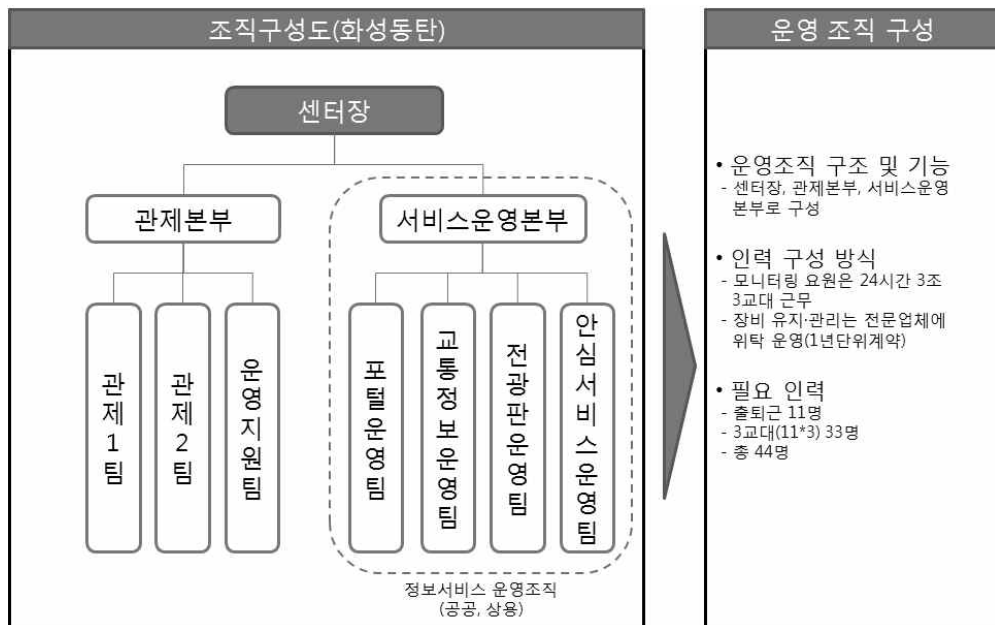 조직구성도(화성동탄)
센터장
관제본부
서비스운영본부
관제1팀
관제2팀
운영지원팀
포털운영팀
교통정보운영팀
전광판운영팀
안심서비스운영팀
정보서비스 운영조직
(공공, 상용)
운영 조직 구성
• 운영조직 구조 및 기능
- 센터장, 관제본부, 서비스운영
본부로 구성
• 인력 구성 방식
- 모니터링 요원은 24시간 3조
3교대 근무
- 장비 유지·관리는 전문업체에
위탁 운영(1년단위계약)
• 필요 인력
- 출퇴근 11명
- 3교대(11*3) 33명
- 총 44명